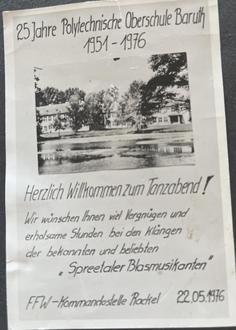 25 Jahre Polytechnische Oberschule Baruth
1951 - 1976
Herzlich Willkommen zum Tanzabend!
Wir wünschen Ihnen viel Vergnügen und
erholsame Stunden bei den Klängen
der bekannten und beliebten
„Spreetaler Blasmusikanten"
FFW-Kommandostelle Rackel 22.05.1976